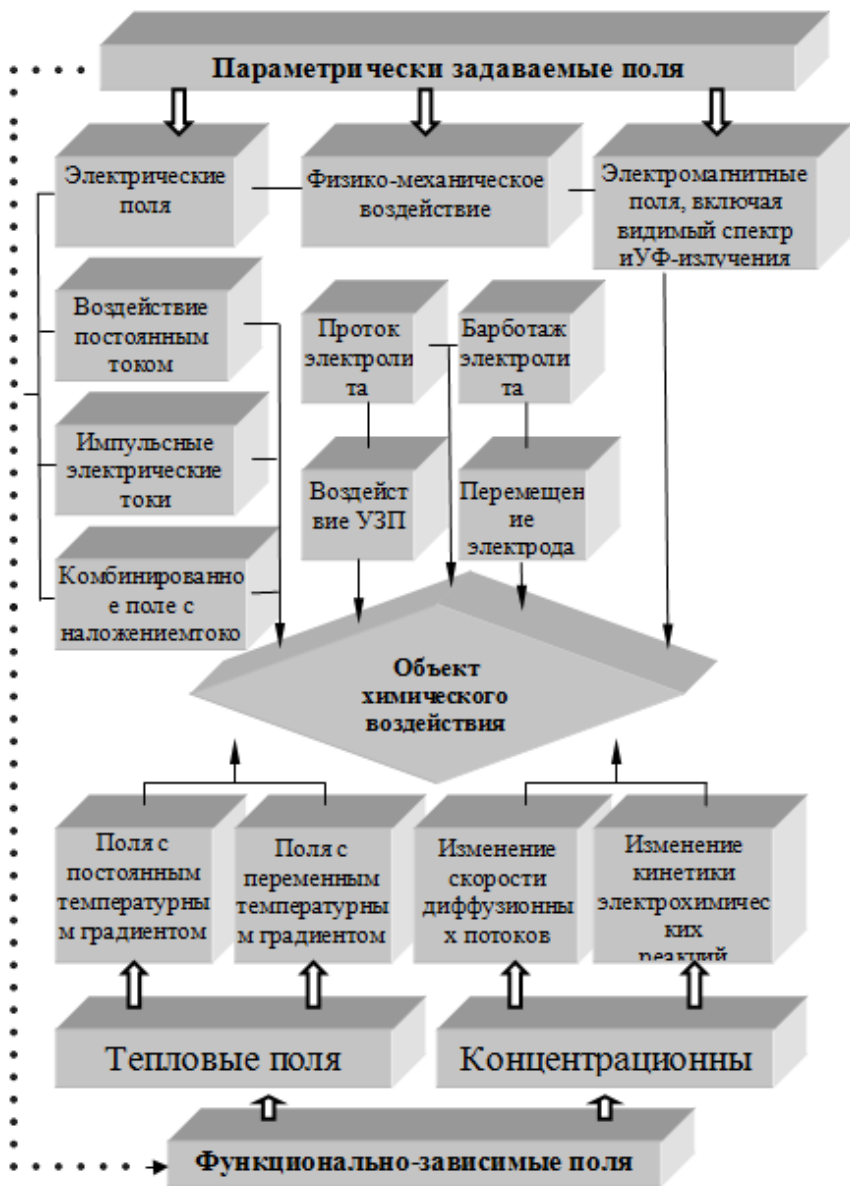 Параметрически задаваемые поля
Электрические
поля
Физико-механическое
воздействие
Электромагнитные
поля, включая
видимый спектр
иУФ-излучения
Воздействие
постоянным
током
Проток
электроли
та
Барботаж
электроли
та
Импульсные
электрические
токи
Воздейст
вие УЗП
Перемещен
ие
электрода
Комбинированно
е поле с
наложениемтоко
Объект
химического
воздействия
Поля с
постоянным
температурны
м градиентом
Поля с
переменным
температурны
м градиентом
Изменение
скорости
диффузионны
х потоков
Изменение
кинетики
электрохимичес
ких
реакций
Тепловые поля
Концентрационны
Функционально-зависимые поля